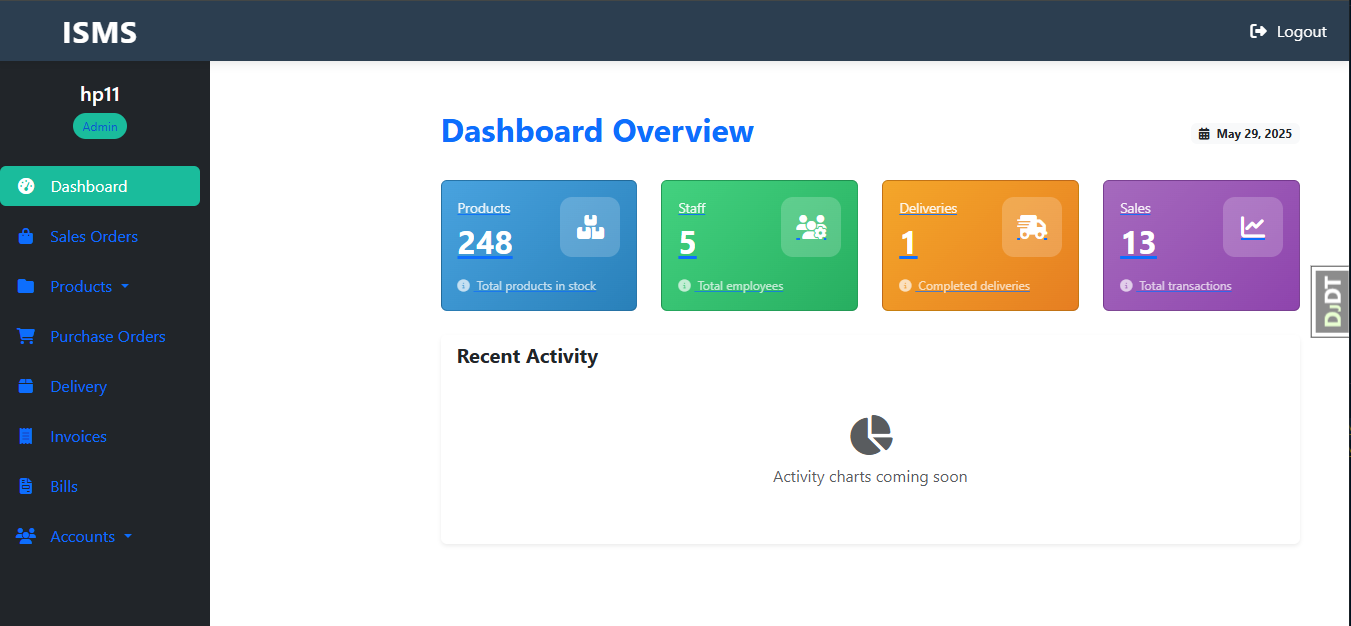 ISMS
Logout
hp11
Admin
Dashboard
Sales Orders
Products
Purchase Orders
Delivery
Invoices
Bills
Accounts
Dashboard Overview
May 29, 2025
Products
248
Total products in stock
Staff
5
Total employees
Deliveries
1
Completed deliveries
Sales
13
Total transactions
DJDT
Recent Activity
Activity charts coming soon